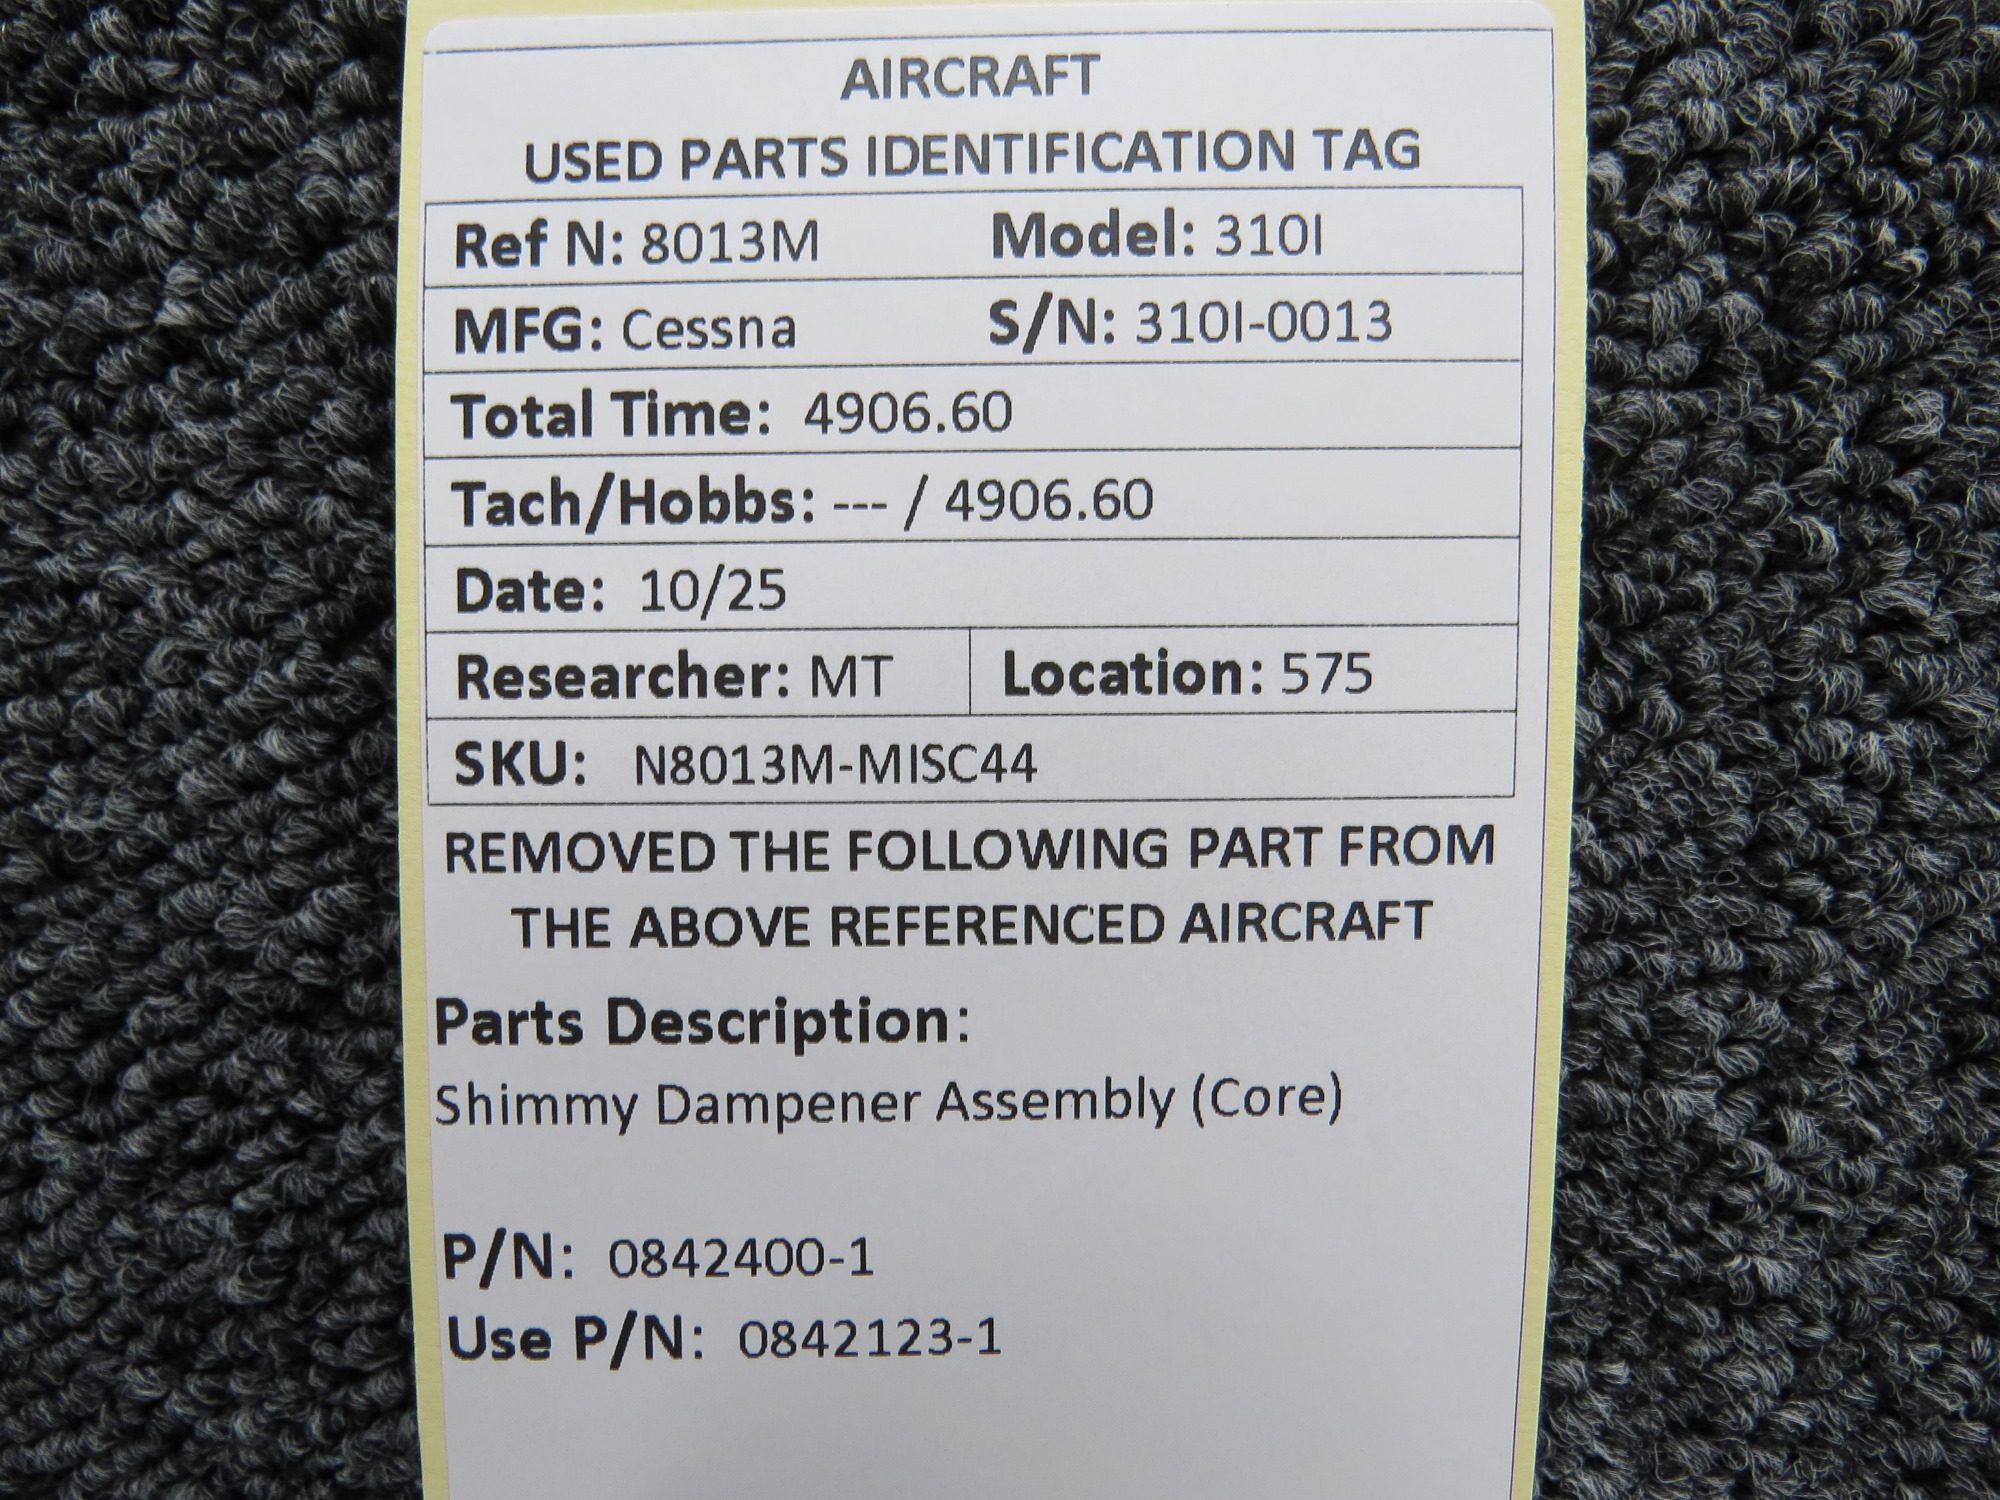 AIRCRAFT
USED PARTS IDENTIFICATION TAG
Ref N: 8013M Model: 310I
MFG: Cessna S/N: 310I-0013
Total Time: 4906.60
Tach/Hobbs: --- / 4906.60
Date: 10/25
Researcher: MT Location: 575
SKU: N8013M-MISC44
REMOVED THE FOLLOWING PART FROM
THE ABOVE REFERENCED AIRCRAFT
Parts Description:
Shimmy Dampener Assembly (Core)
P/N: 0842400-1
Use P/N: 0842123-1